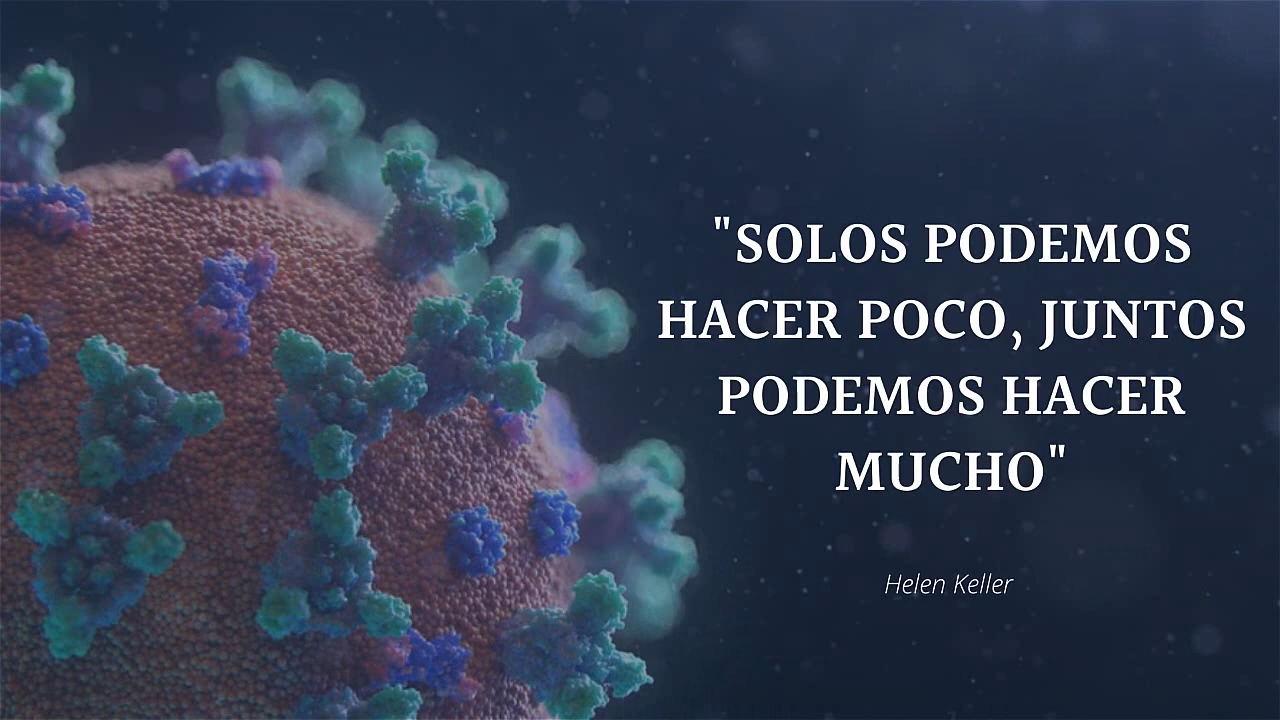 "SOLOS PODEMOS
HACER POCO, JUNTOS
PODEMOS HACER
MUCHO"
Helen Keller